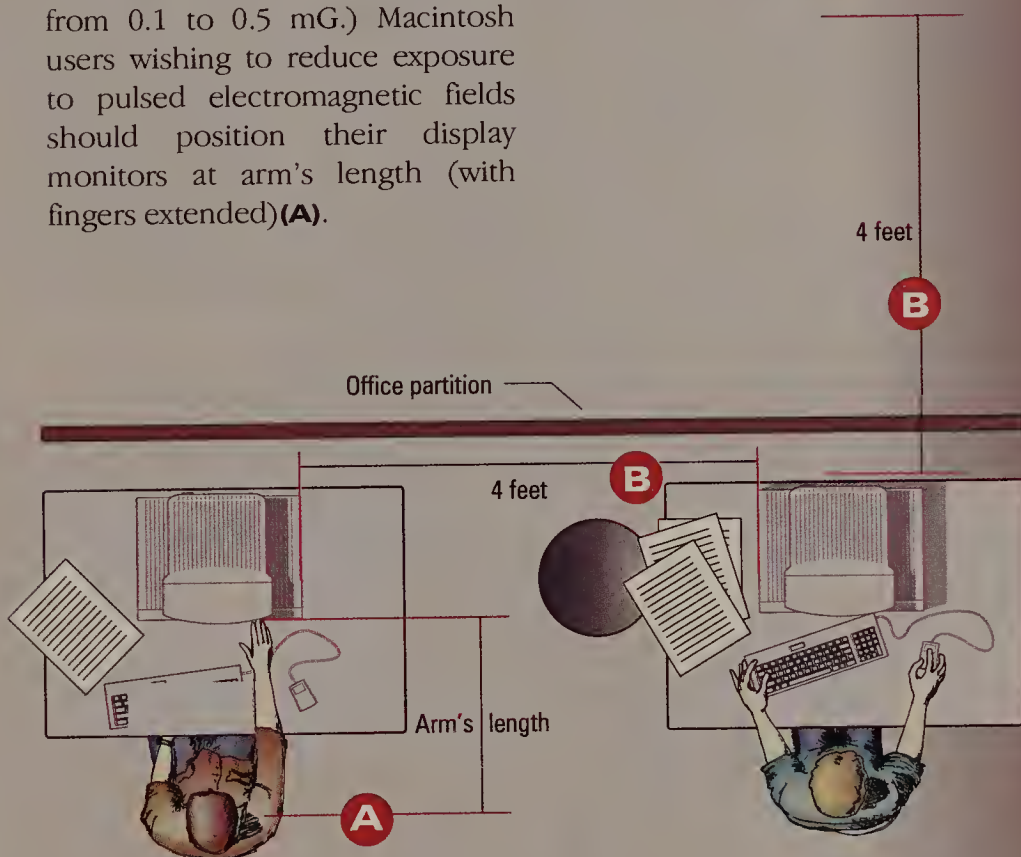 from 0.1 to 0.5 mG.) Macintosh
users wishing to reduce exposure
to pulsed electromagnetic fields
should position their display
monitors at arm's length (with
fingers extended)(A).
4 feet
B
Office partition
4 feet
B
Arm's length
A